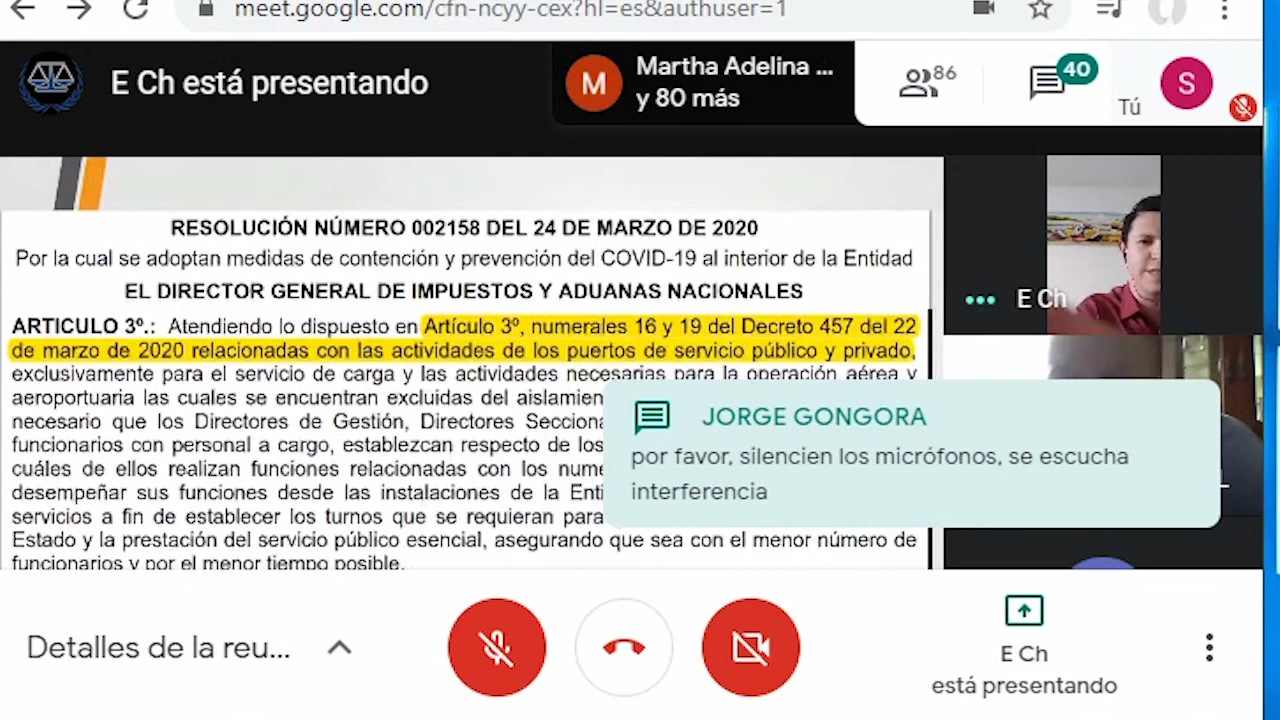 meet.google.com/cfn-ncyy-cex?hl=es&authuser=1
E Ch está presentando
M
Martha Adelina ...
y 80 más
86
40
Tú
S
RESOLUCIÓN NÚMERO 002158 DEL 24 DE MARZO DE 2020
Por la cual se adoptan medidas de contención y prevención del COVID-19 al interior de la Entidad
EL DIRECTOR GENERAL DE IMPUESTOS Y ADUANAS NACIONALES
ARTICULO 3º.: Atendiendo lo dispuesto en Artículo 3º, numerales 16 y 19 del Decreto 457 del 22
de marzo de 2020 relacionadas con las actividades de los puertos de servicio público y privado,
exclusivamente para el servicio de carga y las actividades necesarias para la operación aérea y
aeroportuaria las cuales se encuentran excluidas del
necesario que los Directores de Gestión, Directores
funcionarios con personal a cargo, establezcan respecto de los
cuáles de ellos realizan funciones relacionadas con los
desempeñar sus funciones desde las instalaciones de la
servicios a fin de establecer los turnos que se requieran para
Estado y la prestación del servicio público esencial, asegurando que sea con el menor número de
funcionarios y por el menor tiempo posible.
E Ch
JORGE GONGORA
por favor, silencien los micrófonos, se escucha
interferencia
Detalles de la reu...
E Ch
está presentando